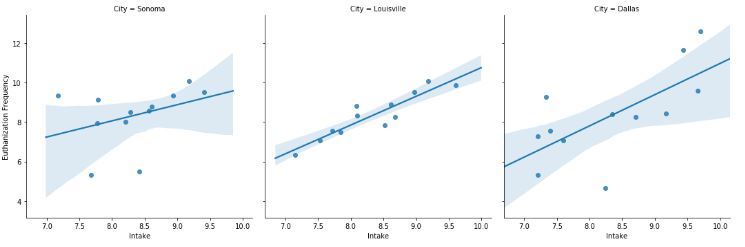 City = Sonoma
City = Louisville
City = Dallas
Euthanization Frequency
12
10
8
6
4
7.0 7.5 8.0 8.5 9.0 9.5 10.0
7.0 7.5 8.0 8.5 9.0 9.5 10.0
7.0 7.5 8.0 8.5 9.0 9.5 10.0
Intake
Intake
Intake